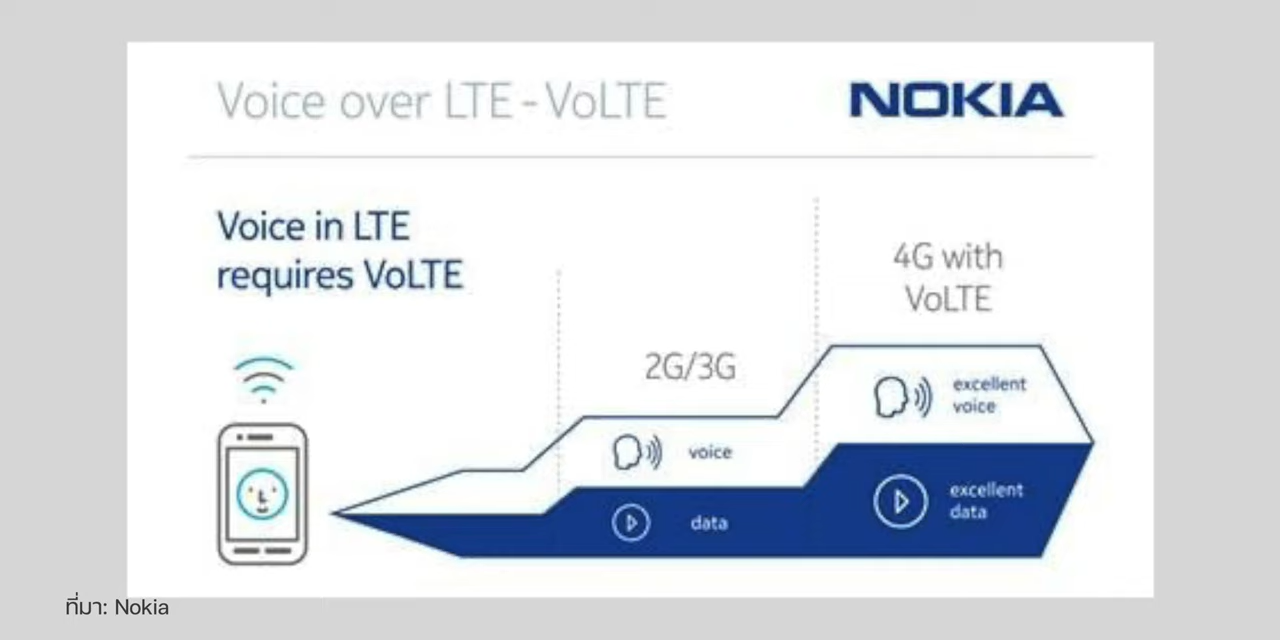 Voice over LTE - VoLTE
NOKIA
Voice in LTE
requires VoLTE
4G with
VoLTE
2G/3G
excellent
voice
voice
excellent
data
data
ที่มา: Nokia